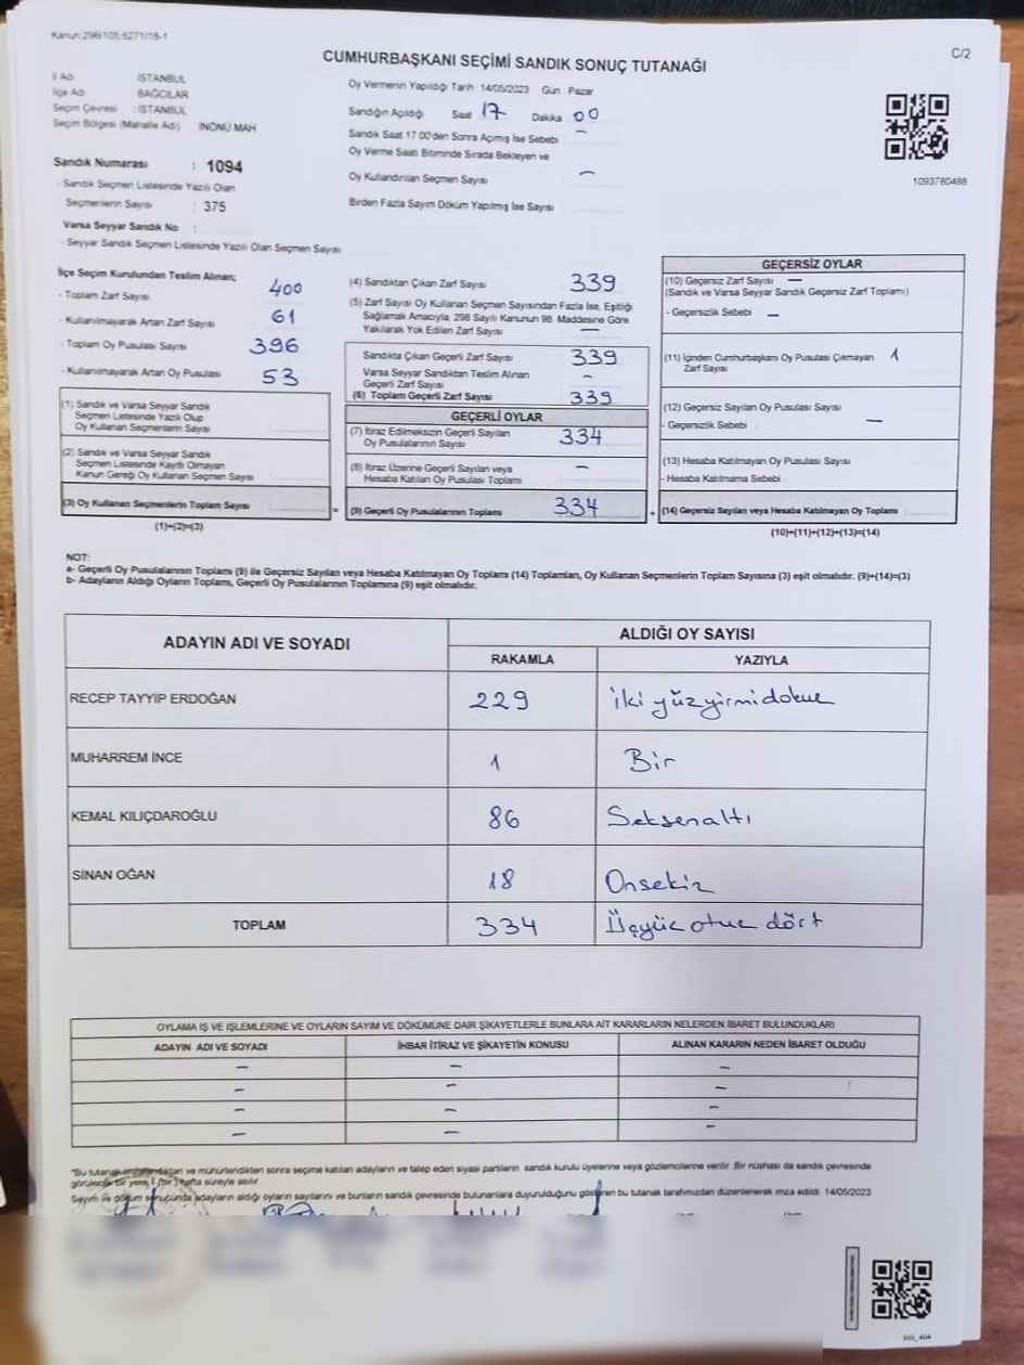 Kanun:298/105.6271/18-1
CUMHURBAŞKANI SEÇİMİ SANDIK SONUÇ TUTANAĞI
C/2
İl Adı İSTANBUL
İlçe Adı BAĞCILAR
Seçim Çevresi : İSTANBUL
Seçim Bölgesi (Mahalle Adı) İNÖNÜ MAH
Sandık Numarası : 1094
- Sandık Seçmen Listesinde Yazılı Olan
Seçmenlerin Sayısı : 375
Varsa Seyyar Sandık No :
- Seyyar Sandık Seçmen Listesinde Yazılı Olan Seçmen Sayısı
Oy Vermenin Yapıldığı Tarih 14/05/2023 Gün Pazar
Sandığın Açıldığı Saat 17 Dakika 00
Sandık Saat 17 00'den Sonra Açımış İse Sebebi –
Oy Verme Saati Bitiminde Sırada Bekleyen ve
Oy Kullandırılan Seçmen Sayısı –
Birden Fazla Sayım Döküm Yapılmış İse Sayısı
1093780488
İlçe Seçim Kurulundan Teslim Alınan;
- Toplam Zarf Sayısı 400
- Kullanılmayarak Artan Zarf Sayısı 61
- Toplam Oy Pusulası Sayısı 396
- Kullanılmayarak Artan Oy Pusulası 53
(1) Sandık ve Varsa Seyyar Sandık
Seçmen Listesinde Yazılı Olup
Oy Kullanan Seçmenlerin Sayısı
(2) Sandık ve Varsa Seyyar Sandık
Seçmen Listesinde Kayıtlı Olmayan
Kanun Gereği Oy Kullanan Seçmen Sayısı
(3) Oy Kullanan Seçmenlerin Toplam Sayısı
(1)+(2)=(3)
(4) Sandıktan Çıkan Zarf Sayısı 339
(5) Zarf Sayısı Oy Kullanan Seçmen Sayısından Fazla İse, Eşitliği
Sağlamak Amacıyla, 298 Sayılı Kanunun 98. Maddesine Göre
Yakılarak Yok Edilen Zarf Sayısı –
Sandıkta Çıkan Geçerli Zarf Sayısı 339
Varsa Seyyar Sandıktan Teslim Alınan
Geçerli Zarf Sayısı –
(6) Toplam Geçerli Zarf Sayısı 339
GEÇERLİ OYLAR
(7) İtiraz Edilmeksizin Geçerli Sayılan
Oy Pusulalarının Sayısı 334
(8) İtiraz Üzerine Geçerli Sayılan veya
Hesaba Katılan Oy Pusulası Toplamı –
= (9) Geçerli Oy Pusulalarının Toplamı 334
GEÇERSİZ OYLAR
(10) Geçersiz Zarf Sayısı –
(Sandık ve Varsa Seyyar Sandık Geçersiz Zarf Toplamı)
- Geçersizlik Sebebi –
(11) İçinden Cumhurbaşkanı Oy Pusulası Çıkmayan 1
Zarf Sayısı
(12) Geçersiz Sayılan Oy Pusulası Sayısı
- Geçersizlik Sebebi –
(13) Hesaba Katılmayan Oy Pusulası Sayısı
- Hesaba Katılmama Sebebi
+ (14) Geçersiz Sayılan veya Hesaba Katılmayan Oy Toplamı
(10)+(11)+(12)+(13)=(14)
NOT:
a- Geçerli Oy Pusulalarının Toplamı (9) ile Geçersiz Sayılan veya Hesaba Katılmayan Oy Toplamı (14) Toplamları, Oy Kullanan Seçmenlerin Toplam Sayısına (3) eşit olmalıdır. (9)+(14)=(3)
b- Adayların Aldığı Oyların Toplamı, Geçerli Oy Pusulalarının Toplamına (9) eşit olmalıdır.
ADAYIN ADI VE SOYADI ALDIĞI OY SAYISI
RAKAMLA YAZIYLA
RECEP TAYYİP ERDOĞAN 229 İki yüzyirmidokuz
MUHARREM İNCE 1 Bir
KEMAL KILIÇDAROĞLU 86 Seksenaltı
SİNAN OĞAN 18 Onsekiz
TOPLAM 334 Üçyüz otuz dört
OYLAMA İŞ VE İŞLEMLERİNE VE OYLARIN SAYIM VE DÖKÜMÜNE DAİR ŞİKAYETLERLE BUNLARA AİT KARARLARIN NELERDEN İBARET BULUNDUKLARI
ADAYIN ADI VE SOYADI İHBAR İTİRAZ VE ŞİKAYETİN KONUSU ALINAN KARARIN NEDEN İBARET OLDUĞU
– – –
– – –
– – –
– – –
"Bu tutanak imzalandıktan ve mühürlendikten sonra seçime katılan adayların ve talep eden siyasi partilerin sandık kurulu üyelerine veya gözlemcilerine verilir. Bir nüshası da sandık çevresinde
görülecek bir yere 1 (bir) hafta süreyle asılır
Sayım ve döküm sonucunda adayların aldığı oyların sayılarını ve bunların sandık çevresinde bulunanlara duyurulduğunu gösteren bu tutanak tarafımızdan düzenlenerek imza edildi. 14/05/2023